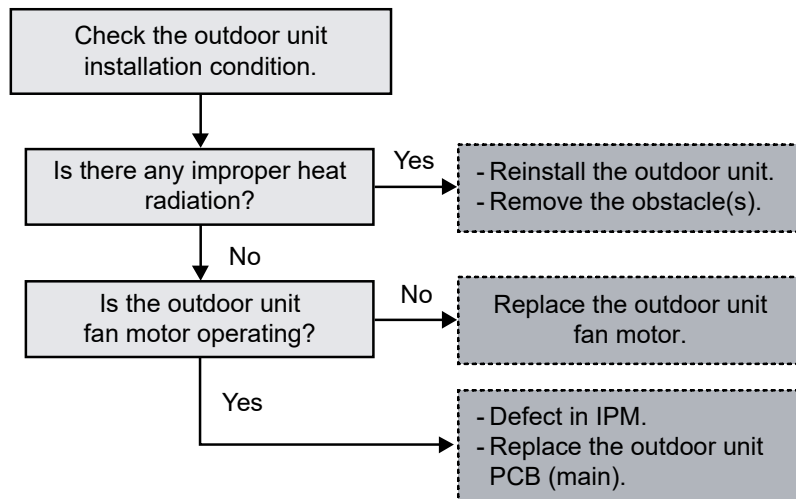 Check the outdoor unit
installation condition.
Is there any improper heat
radiation?
Yes
- Reinstall the outdoor unit.
- Remove the obstacle(s).
No
Is the outdoor unit
fan motor operating?
No
Replace the outdoor unit
fan motor.
Yes
- Defect in IPM.
- Replace the outdoor unit
PCB (main).